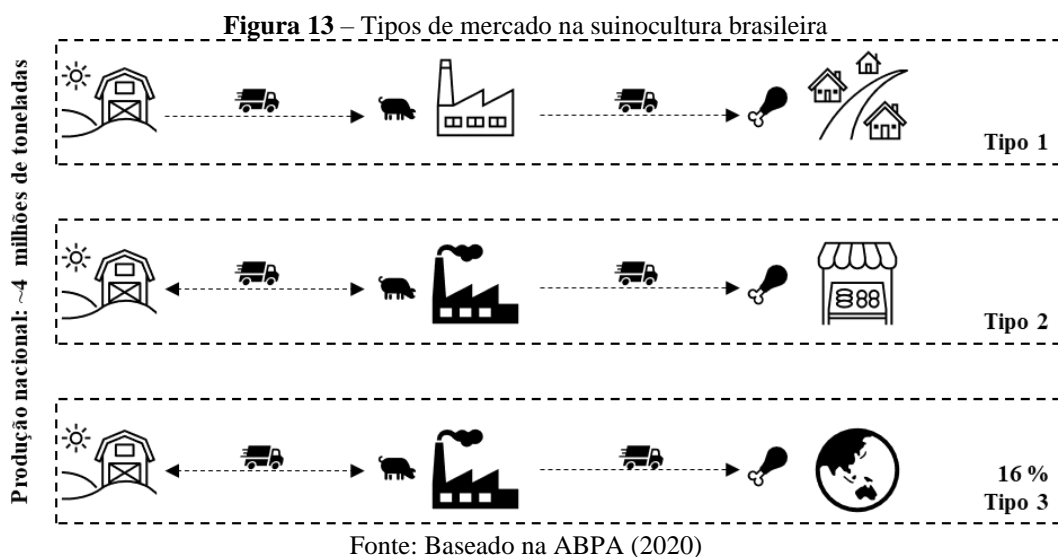 Figura 13 – Tipos de mercado na suinocultura brasileira
Produção nacional: ~4 milhões de toneladas
Tipo 1
Tipo 2
16 %
Tipo 3
Fonte: Baseado na ABPA (2020)